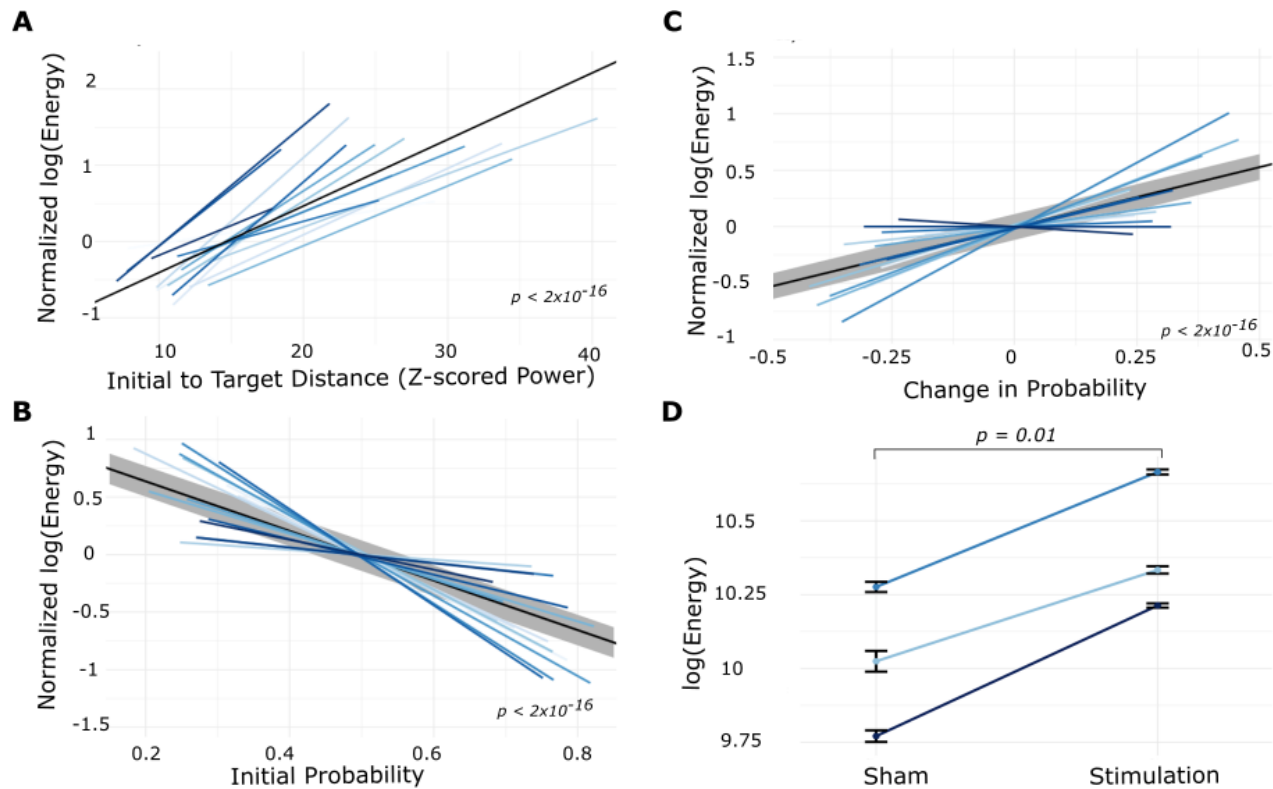 A
Normalized log(Energy)
2
1
0
-1
p < 2x10^-16
10 20 30 40
Initial to Target Distance (Z-scored Power)
B
Normalized log(Energy)
1
0.5
0
-0.5
-1
-1.5
p < 2x10^-16
0.2 0.4 0.6 0.8
Initial Probability
C
Normalized log(Energy)
1.5
1
0.5
0
-0.5
-1
p < 2x10^-16
-0.5 -0.25 0 0.25 0.5
Change in Probability
D
p = 0.01
log(Energy)
10.5
10.25
10
9.75
Sham Stimulation